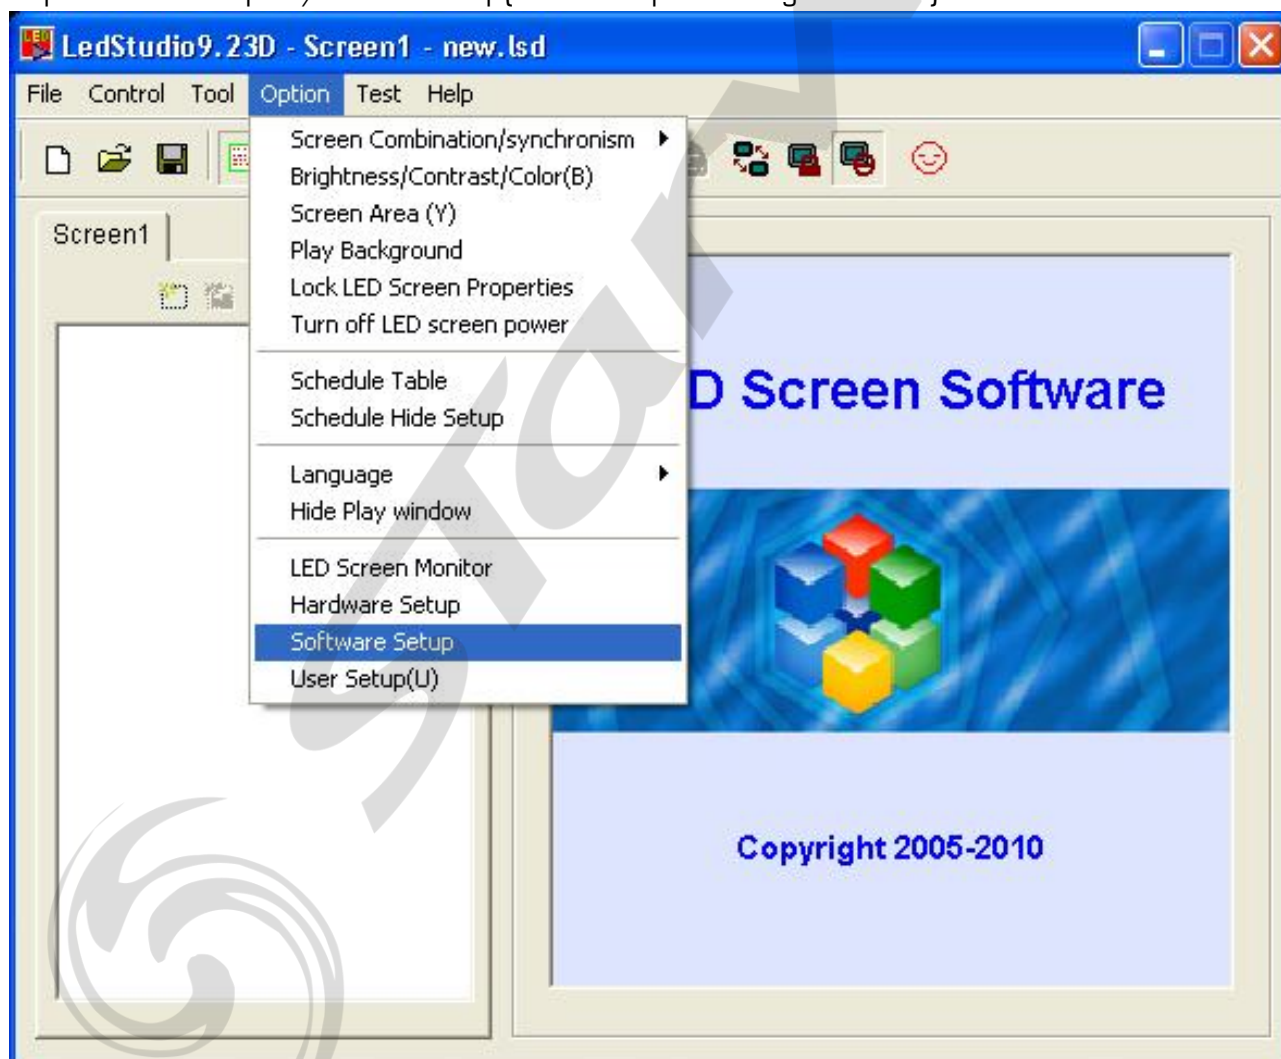 LedStudio9.23D - Screen1 - new.lsd
File Control Tool Option Test Help
Screen1
Screen Combination/synchronism
Brightness/Contrast/Color(B)
Screen Area (Y)
Play Background
Lock LED Screen Properties
Turn off LED screen power
Schedule Table
Schedule Hide Setup
Language
Hide Play window
LED Screen Monitor
Hardware Setup
Software Setup
User Setup(U)
D Screen Software
Copyright 2005-2010